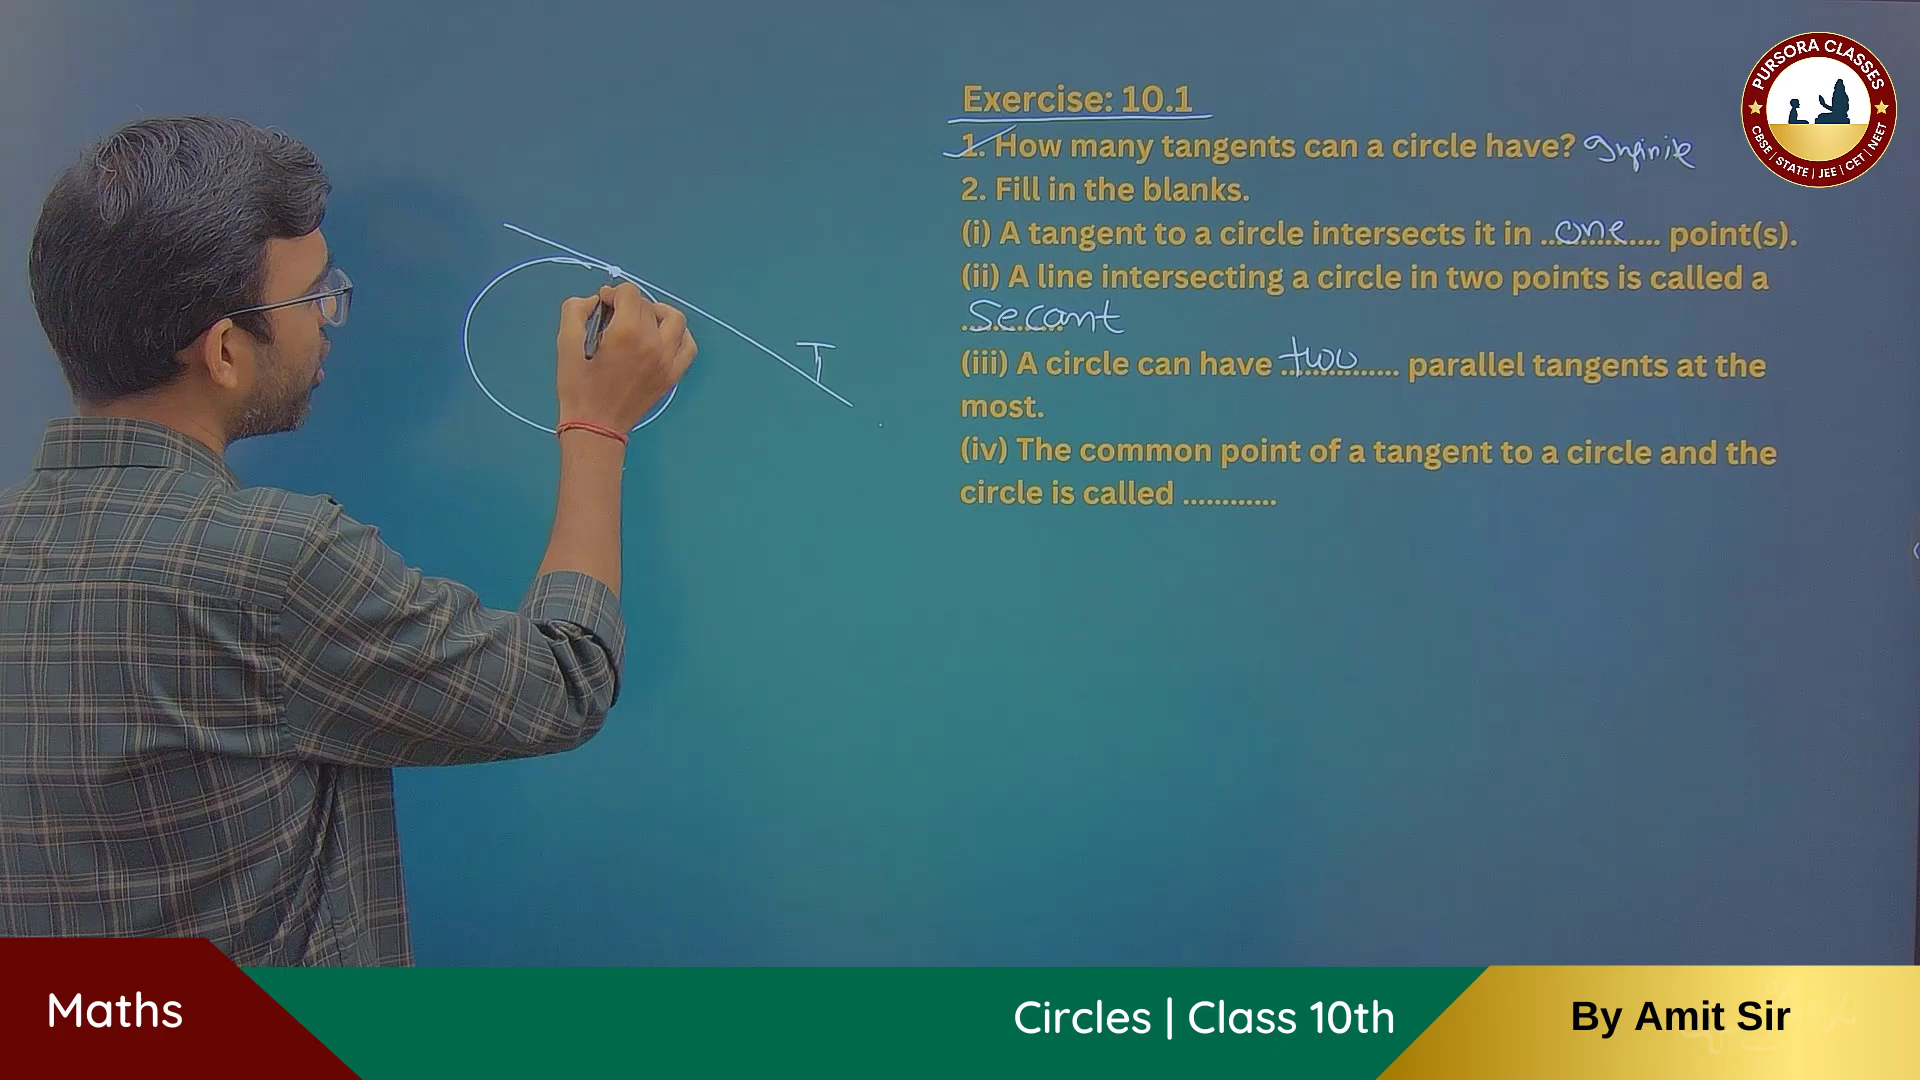 PURSORA CLASSES
CBSE | STATE | JEE | CET | NEET
Exercise: 10.1
1. How many tangents can a circle have? Infinite
2. Fill in the blanks.
(i) A tangent to a circle intersects it in ....one.... point(s).
(ii) A line intersecting a circle in two points is called a
Secant
(iii) A circle can have ..two.... parallel tangents at the
most.
(iv) The common point of a tangent to a circle and the
circle is called ............
T
Maths
Circles | Class 10th
By Amit Sir